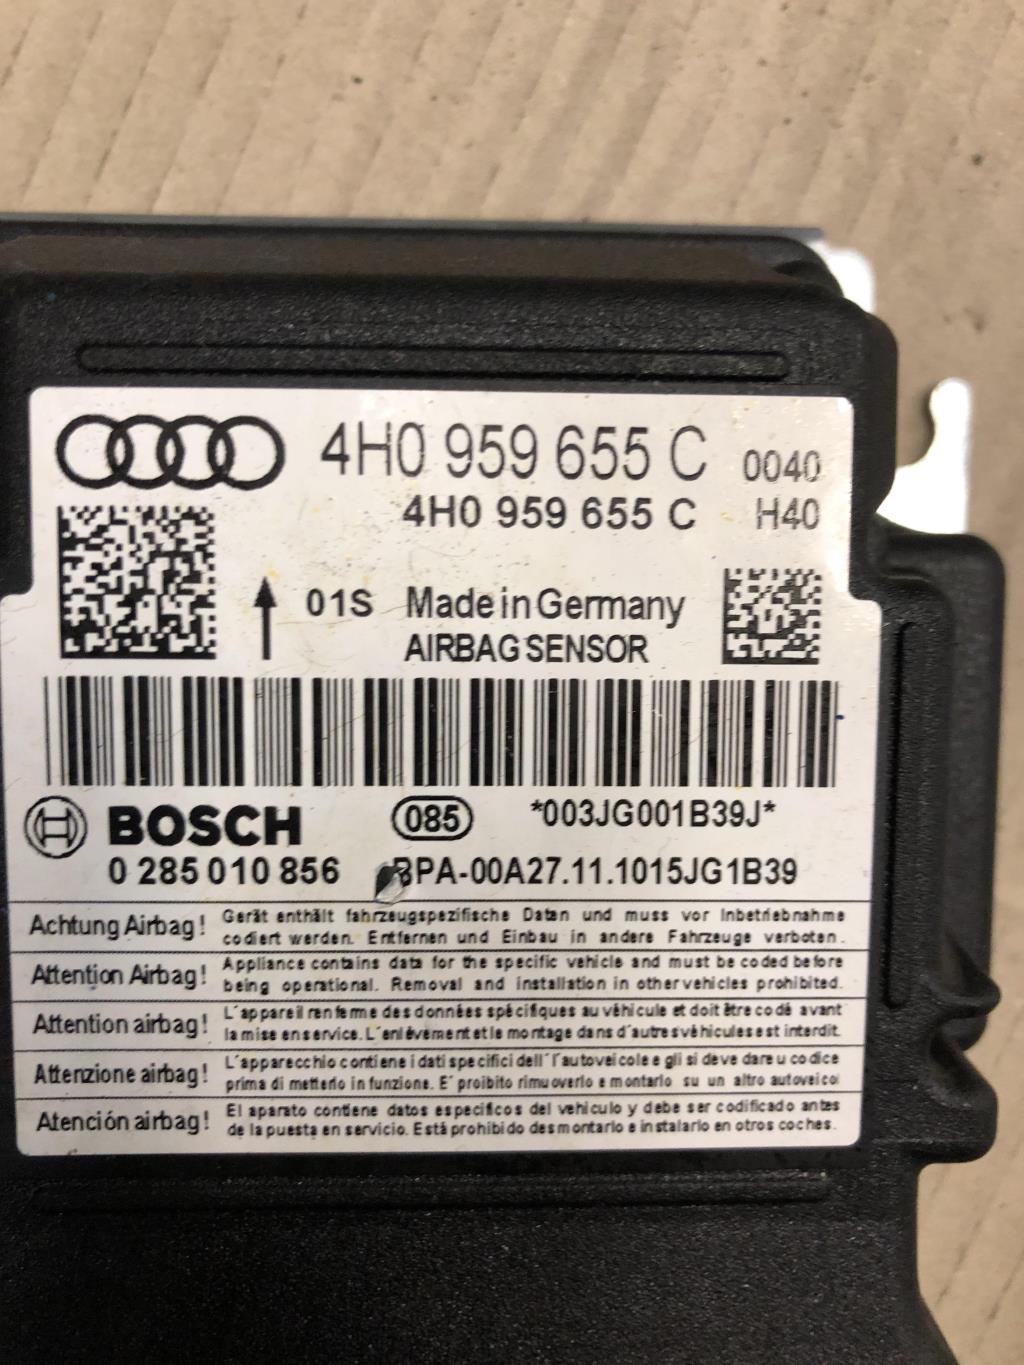 4H0 959 655 C 0040
4H0 959 655 C H40
01S Made in Germany
AIRBAG SENSOR
BOSCH 085 *003JG001B39J*
0 285 010 856 BPA-00A27.11.1015JG1B39
Achtung Airbag! Gerät enthält fahrzeugspezifische Daten und muss vor Inbetriebnahme
codiert werden. Entfernen und Einbau in andere Fahrzeuge verboten.
Attention Airbag! Appliance contains data for the specific vehicle and must be coded before
being operational. Removal and installation in other vehicles prohibited.
Attention airbag! L'appareil renferme des données spécifiques au véhicule et doit être codé avant
la mise en service. L'enlévement et le montage dans d'autres véhicules est interdit.
Attenzione airbag! L'apparecchio contiene i dati specifici dell'l'autoveicolo e gli si deve dare u codice
prima di metterlo in funzione. E' proibito rimuoverlo e montarlo su un altro autoveicol
Atención airbag! El aparato contiene datos especificos del vehiculo y debe ser codificado antes
de la puesta en servicio. Está prohibido desmontarlo e instalarlo en otros coches.